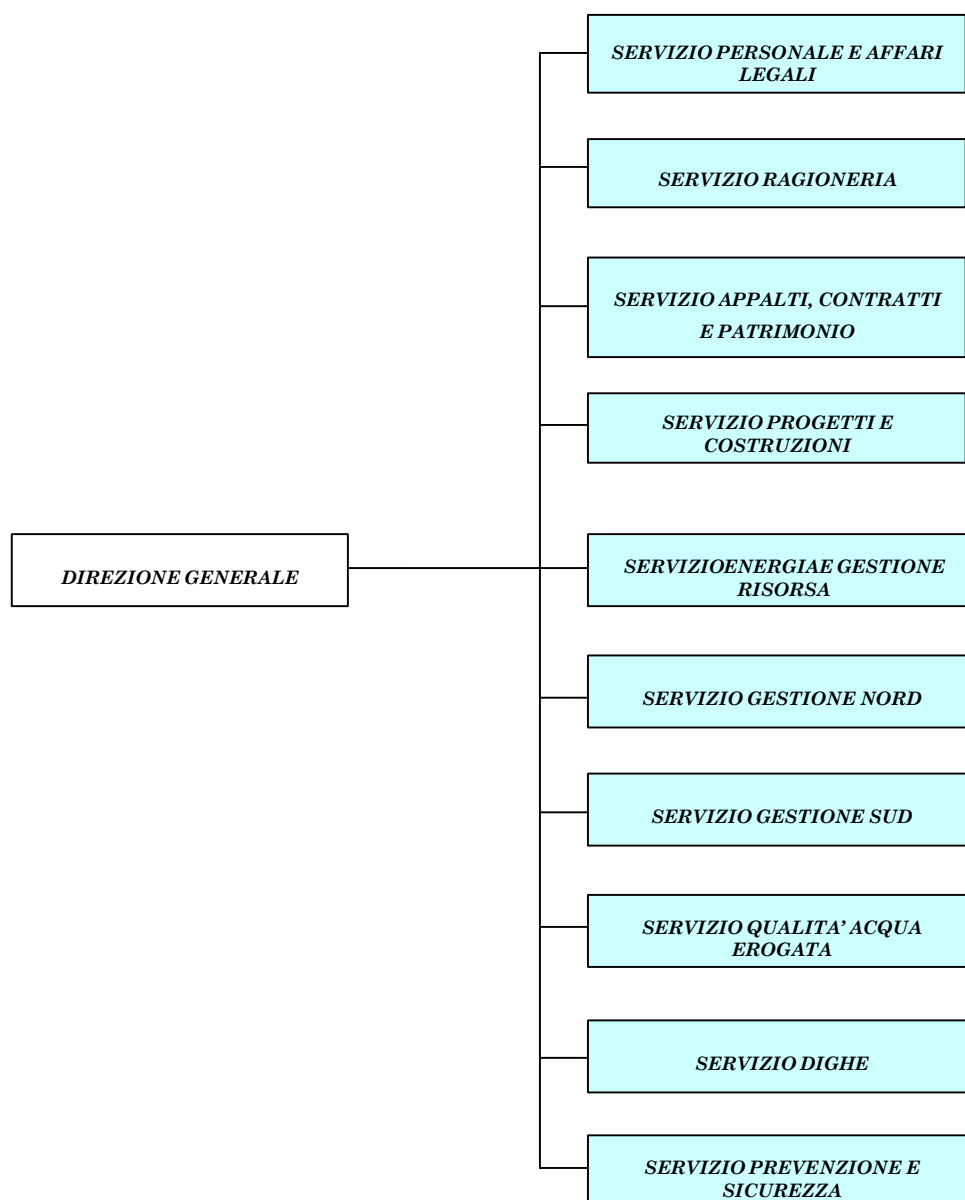 SERVIZIO PERSONALE E AFFARI
LEGALI
SERVIZIO RAGIONERIA
SERVIZIO APPALTI, CONTRATTI
E PATRIMONIO
SERVIZIO PROGETTI E
COSTRUZIONI
DIREZIONE GENERALE
SERVIZIOENERGIAE GESTIONE
RISORSA
SERVIZIO GESTIONE NORD
SERVIZIO GESTIONE SUD
SERVIZIO QUALITA’ ACQUA
EROGATA
SERVIZIO DIGHE
SERVIZIO PREVENZIONE E
SICUREZZA